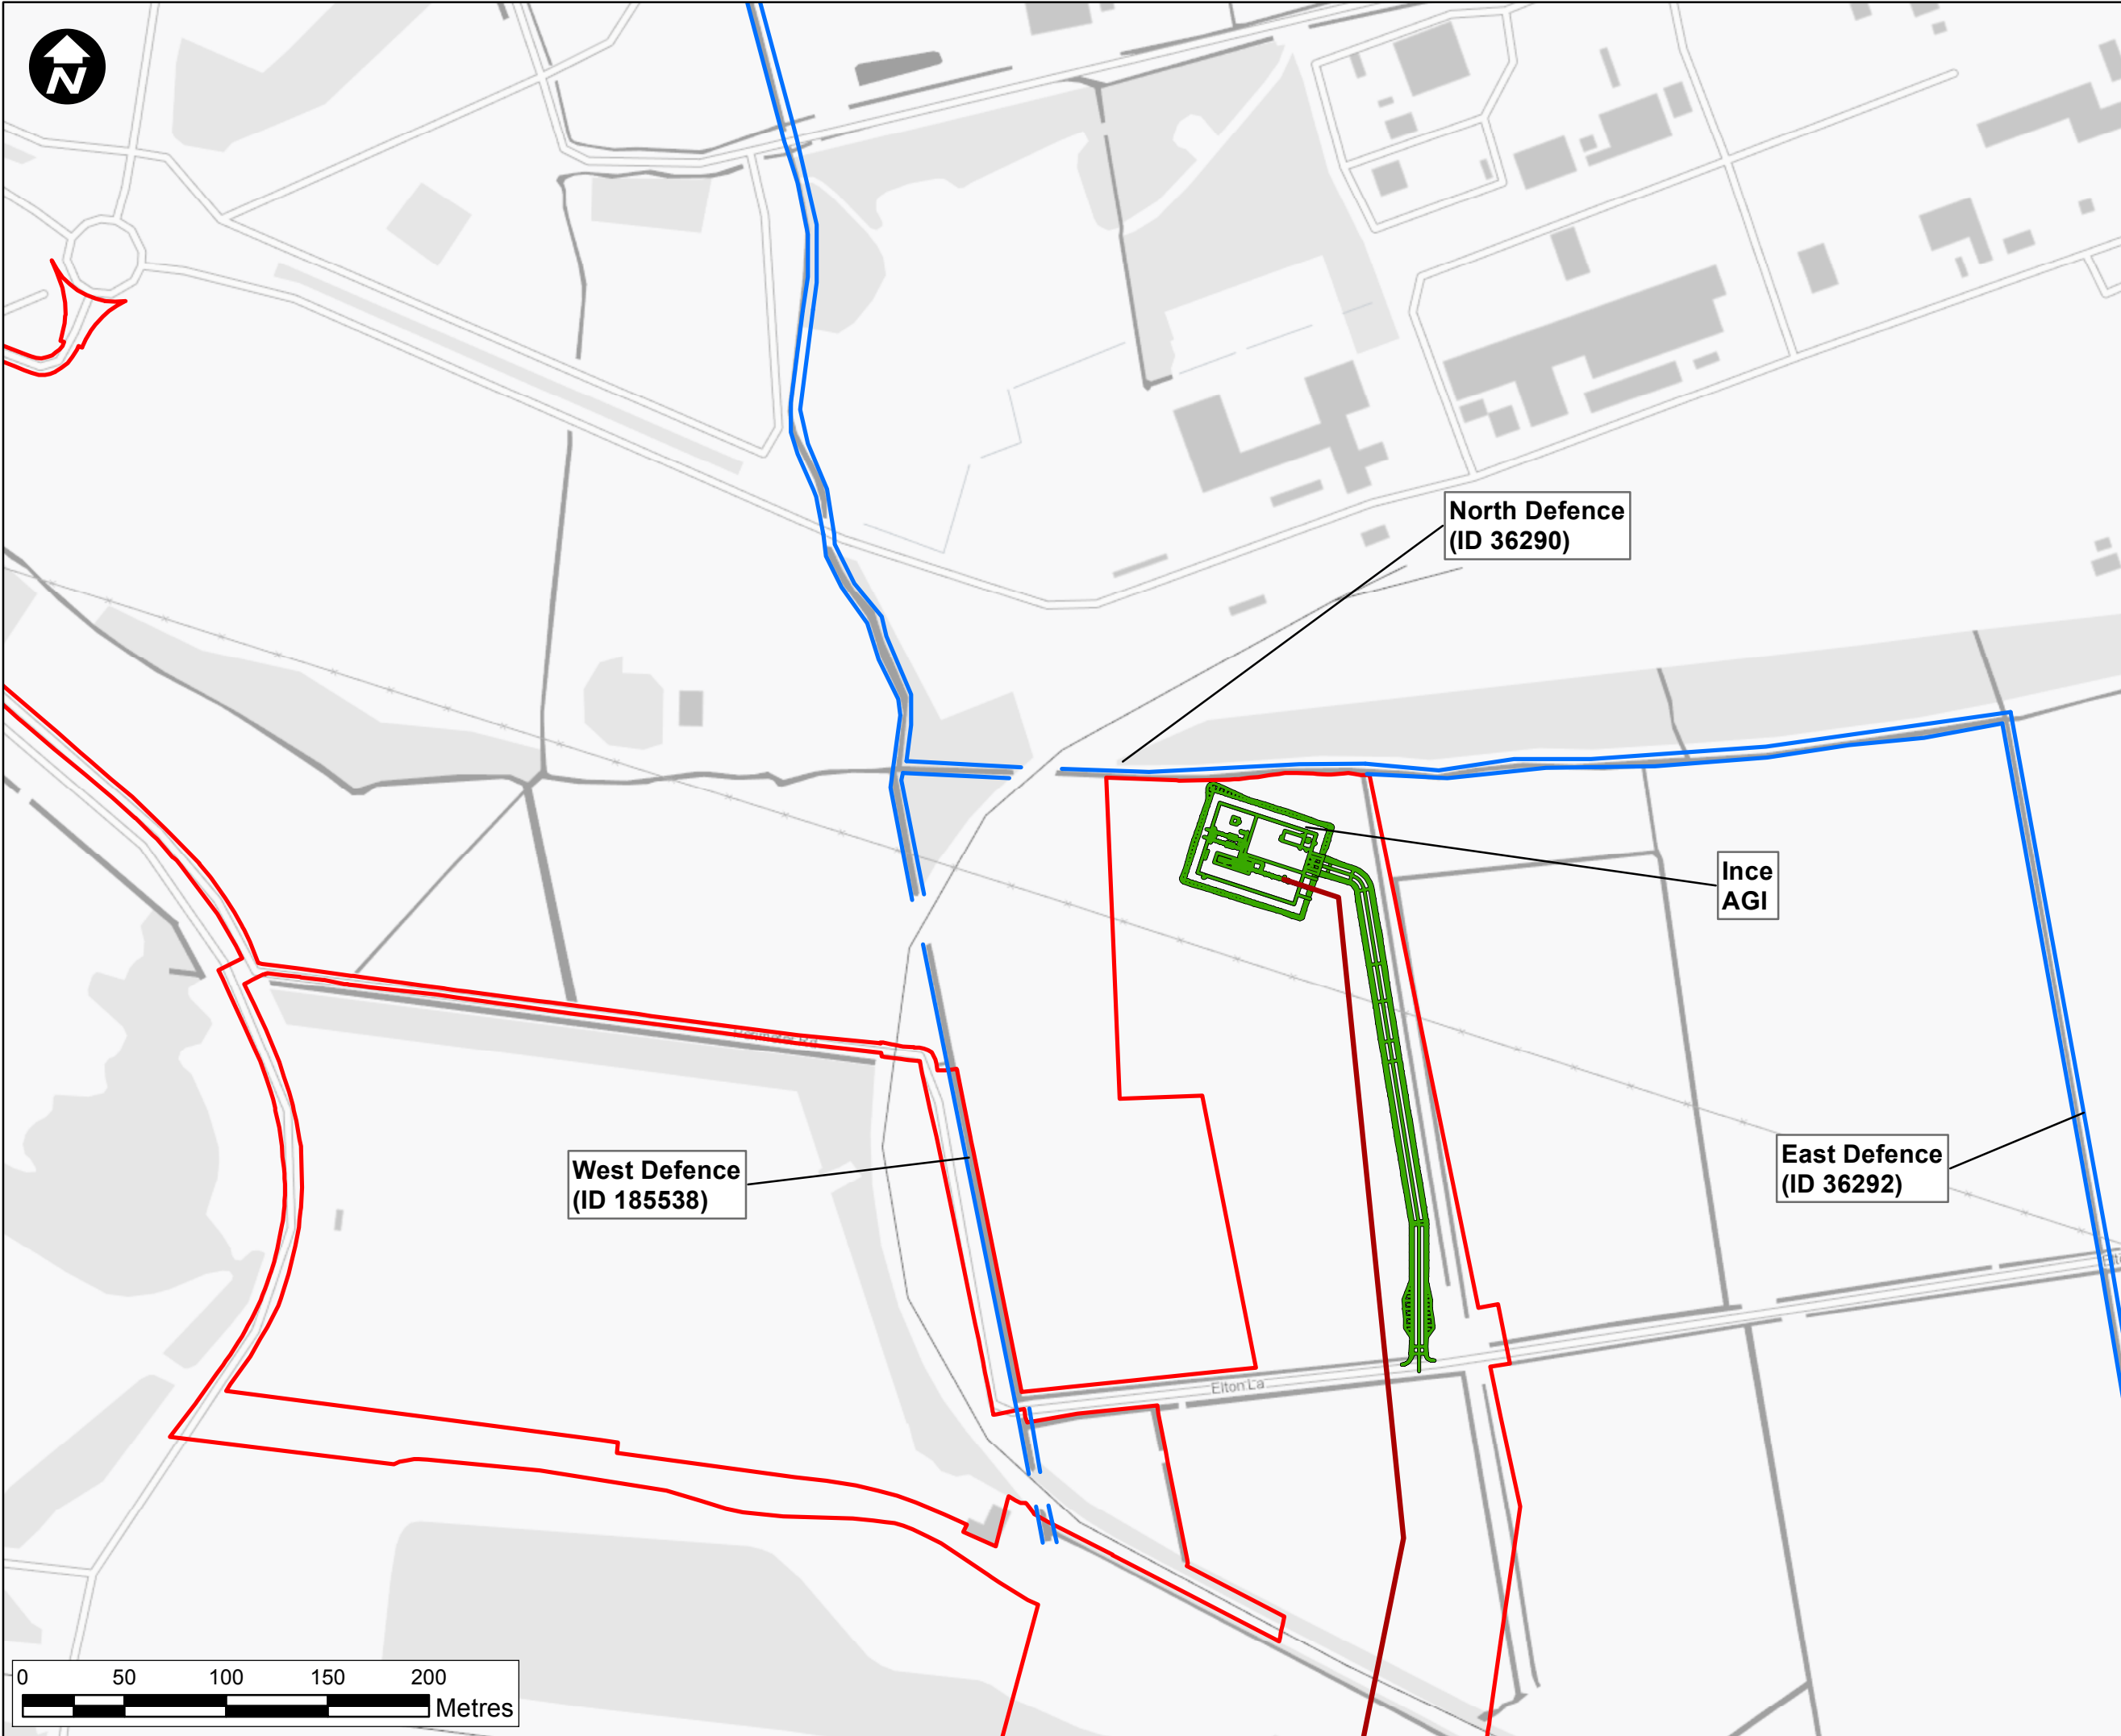 N
North Defence
(ID 36290)
Ince
AGI
West Defence
(ID 185538)
East Defence
(ID 36292)
Elton La
0 50 100 150 200
Metres